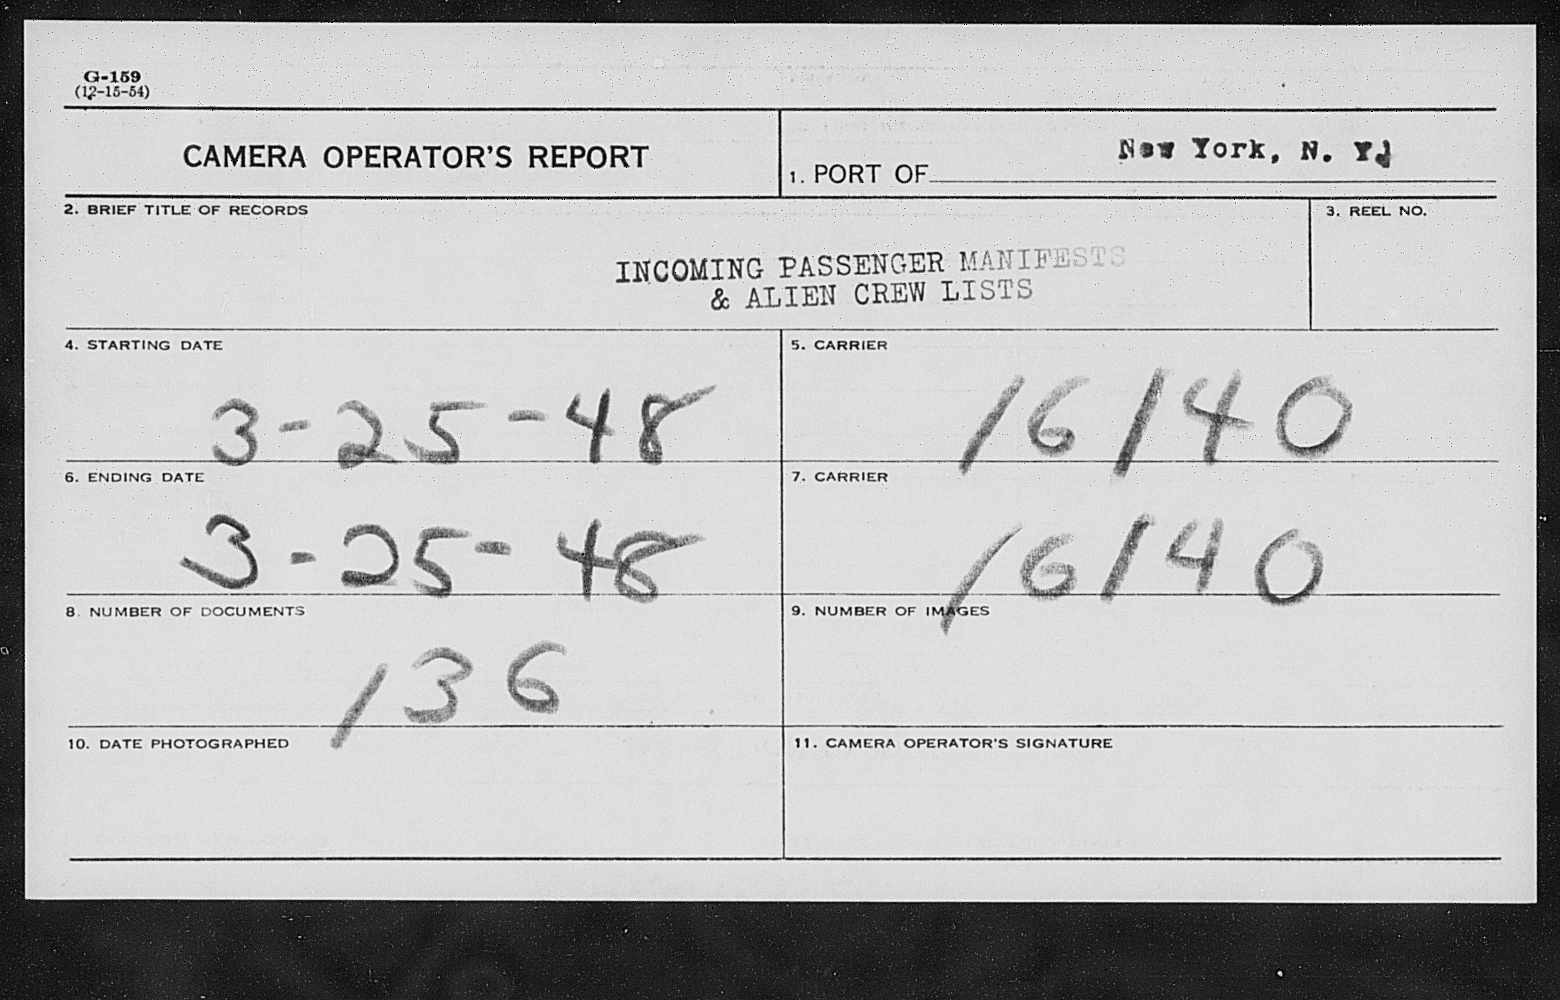 G-159
(12-15-54)
CAMERA OPERATOR'S REPORT
1. PORT OF New York, N. Y.
2. BRIEF TITLE OF RECORDS
3. REEL NO.
INCOMING PASSENGER MANIFESTS
& ALIEN CREW LISTS
4. STARTING DATE
5. CARRIER
3-25-48
16140
6. ENDING DATE
7. CARRIER
3-25-48
16140
8. NUMBER OF DOCUMENTS
9. NUMBER OF IMAGES
136
10. DATE PHOTOGRAPHED
11. CAMERA OPERATOR'S SIGNATURE